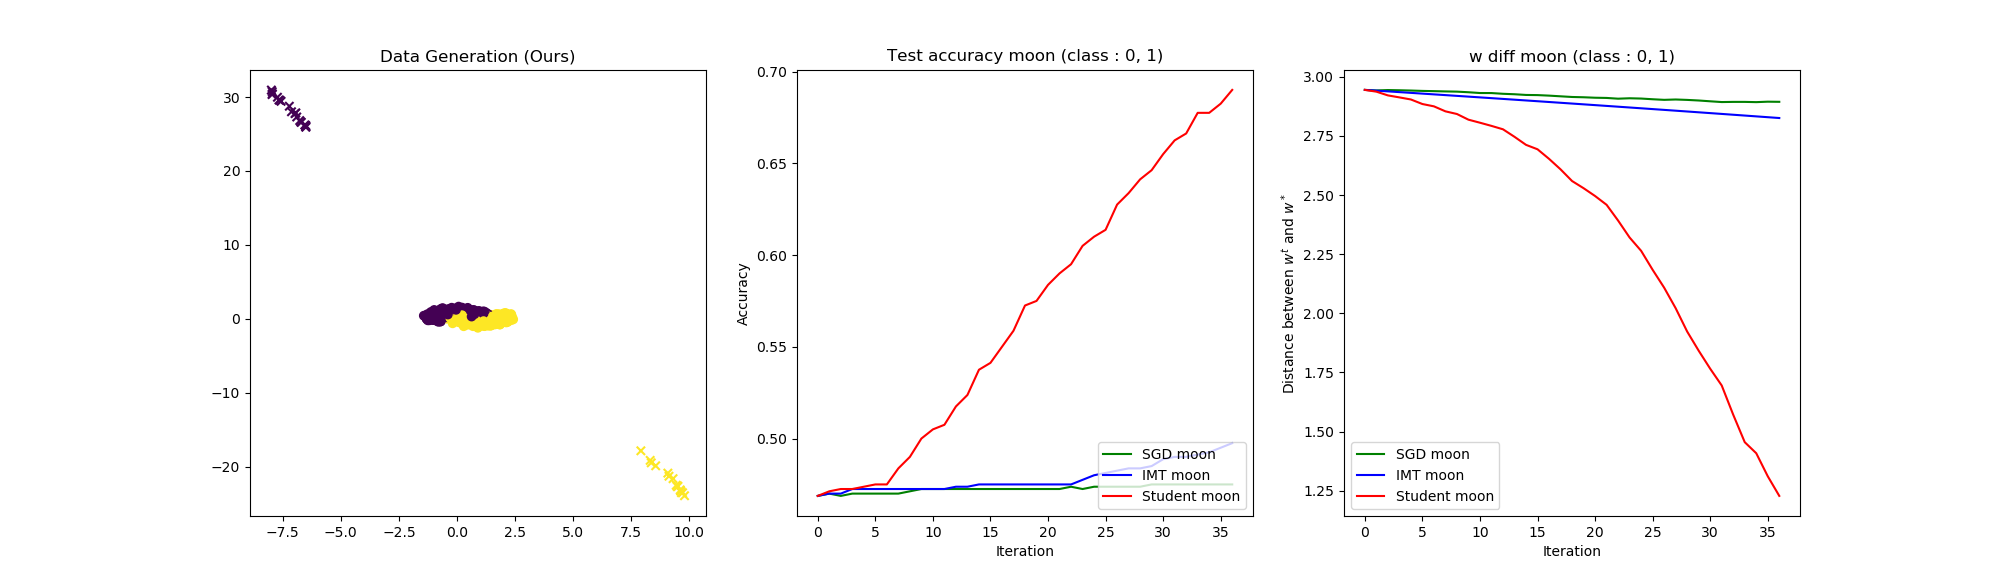 Data Generation (Ours)
30
20
10
0
−10
−20
−7.5 −5.0 −2.5 0.0 2.5 5.0 7.5 10.0
Test accuracy moon (class : 0, 1)
Accuracy
0.70
0.65
0.60
0.55
0.50
SGD moon
IMT moon
Student moon
0 5 10 15 20 25 30 35
Iteration
w diff moon (class : 0, 1)
Distance between w^t and w^*
3.00
2.75
2.50
2.25
2.00
1.75
1.50
1.25
SGD moon
IMT moon
Student moon
0 5 10 15 20 25 30 35
Iteration